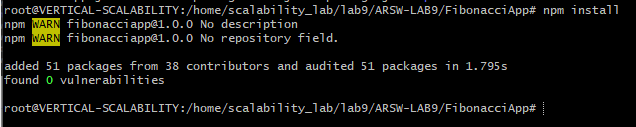 root@VERTICAL-SCALABILITY:/home/scalability_lab/lab9/ARSW-LAB9/FibonacciApp# npm install
npm WARN fibonacciapp@1.0.0 No description
npm WARN fibonacciapp@1.0.0 No repository field.
added 51 packages from 38 contributors and audited 51 packages in 1.795s
found 0 vulnerabilities
root@VERTICAL-SCALABILITY:/home/scalability_lab/lab9/ARSW-LAB9/FibonacciApp#